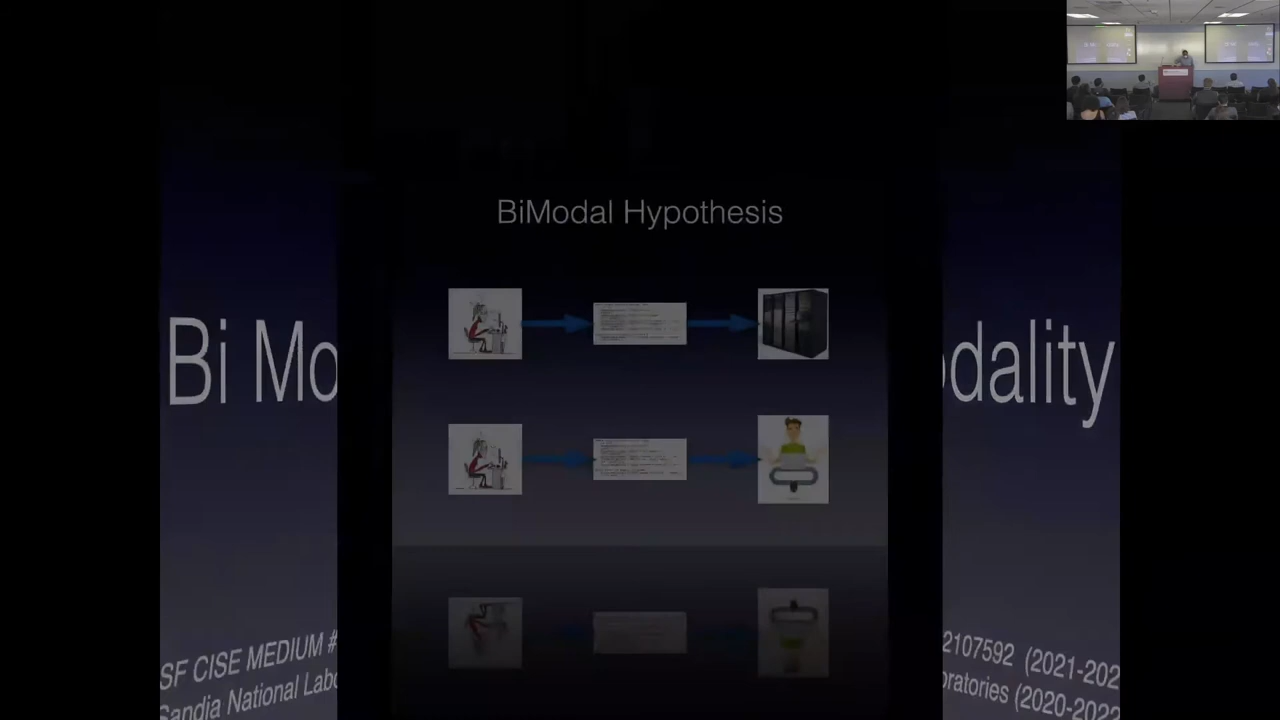 BiModal Hypothesis
Bi Mo
odality
SF CISE MEDIUM #
2107592 (2021-202
Sandia National Labo
oratories (2020-2022